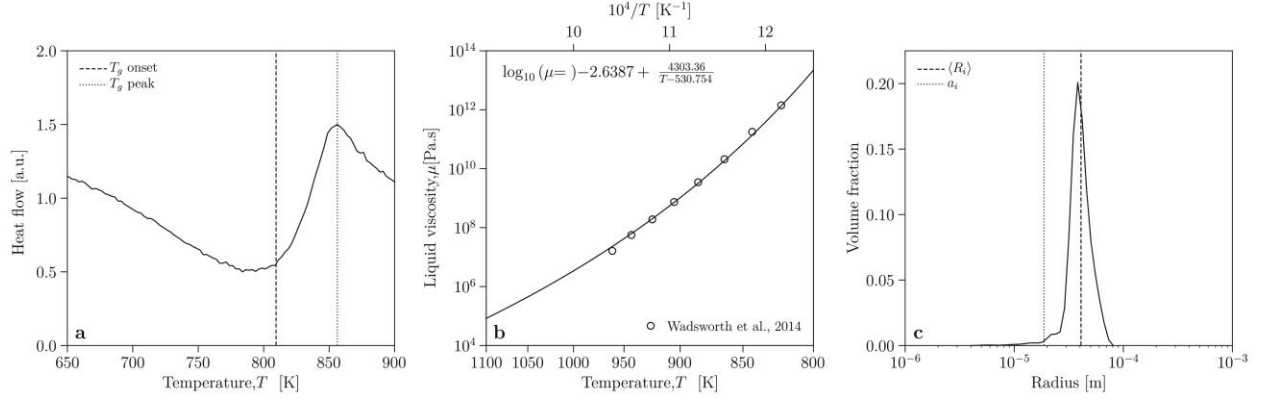 2.0
1.5
1.0
0.5
0.0
Heat flow [a.u.]
T_g onset
T_g peak
a
650 700 750 800 850 900
Temperature,T [K]
10^4/T [K^-1]
10 11 12
10^14
10^12
10^10
10^8
10^6
10^4
Liquid viscosity,μ[Pa.s]
log_10 (μ= )−2.6387 + 4303.36/T−530.754
Wadsworth et al., 2014
b
1100 1050 1000 950 900 850 800
Temperature,T [K]
0.20
0.15
0.10
0.05
0.00
Volume fraction
⟨R_i⟩
a_i
c
10^−6 10^−5 10^−4 10^−3
Radius [m]